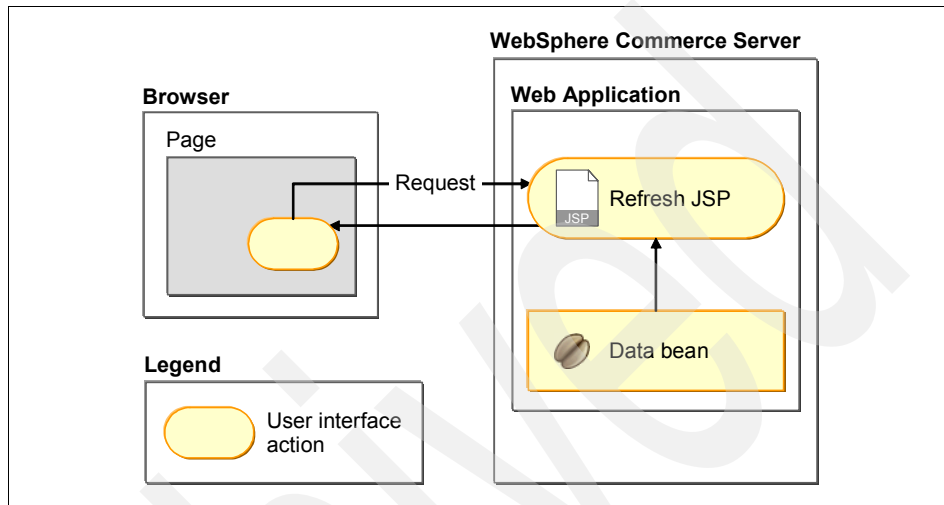 WebSphere Commerce Server
Browser
Web Application
Page
Request
JSP
Refresh JSP
Data bean
Legend
User interface
action